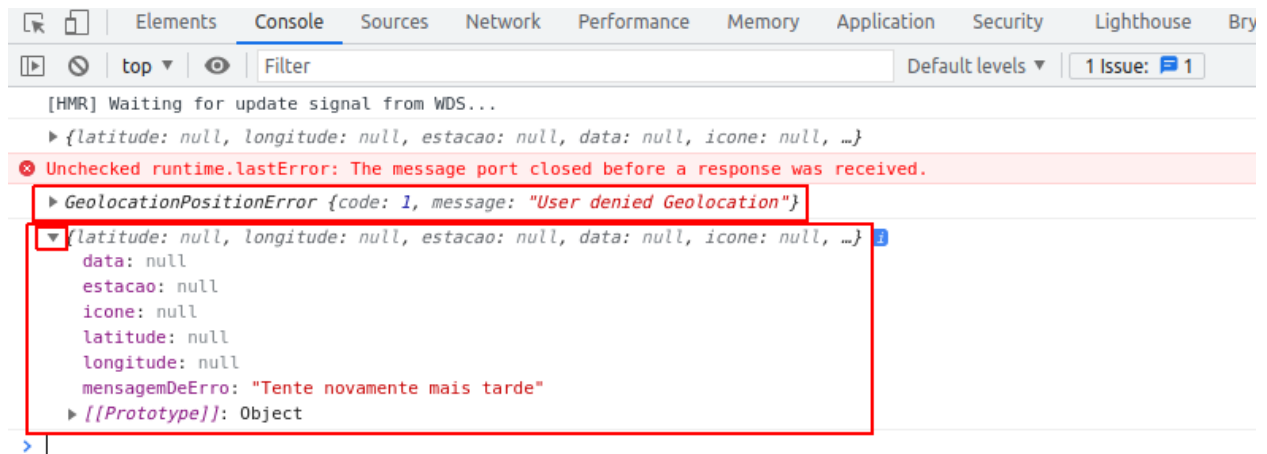 Elements Console Sources Network Performance Memory Application Security Lighthouse Bry
top ▼ Filter Default levels ▼ 1 Issue: 1
[HMR] Waiting for update signal from WDS...
▶ {latitude: null, longitude: null, estacao: null, data: null, icone: null, …}
Unchecked runtime.lastError: The message port closed before a response was received.
▶ GeolocationPositionError {code: 1, message: "User denied Geolocation"}
▼ {latitude: null, longitude: null, estacao: null, data: null, icone: null, …} i
data: null
estacao: null
icone: null
latitude: null
longitude: null
mensagemDeErro: "Tente novamente mais tarde"
▶ [[Prototype]]: Object
>